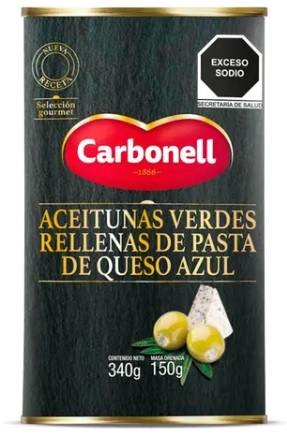 NUEVA
RECETA
Selección
gourmet
EXCESO
SODIO
SECRETARÍA DE SALUD
Carbonell
–1866–
ACEITUNAS VERDES
RELLENAS DE PASTA
DE QUESO AZUL
CONTENIDO NETO
340g
MASA DRENADA
150g